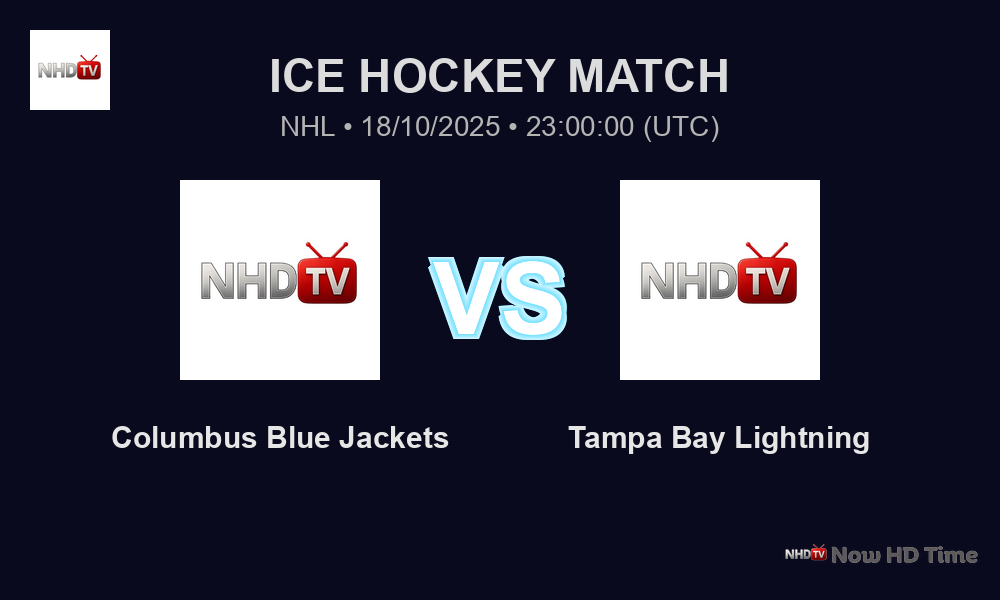 NHDTV
ICE HOCKEY MATCH
NHL • 18/10/2025 • 23:00:00 (UTC)
NHDTV
VS
NHDTV
Columbus Blue Jackets
Tampa Bay Lightning
NHDTV Now HD Time